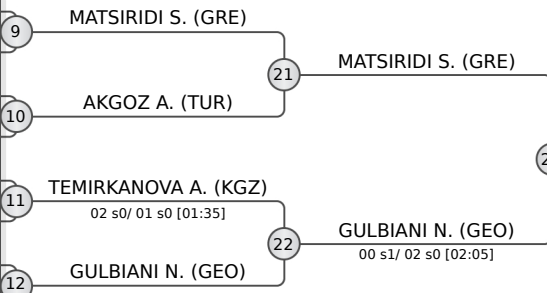 9
MATSIRIDI S. (GRE)
21
MATSIRIDI S. (GRE)
10
AKGOZ A. (TUR)
11
TEMIRKANOVA A. (KGZ)
02 s0/ 01 s0 [01:35]
22
GULBIANI N. (GEO)
00 s1/ 02 s0 [02:05]
12
GULBIANI N. (GEO)